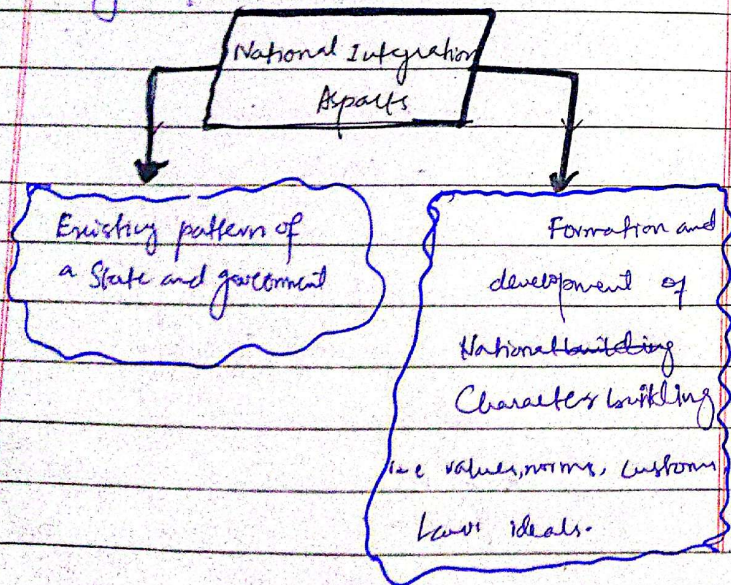 National Integration
Aspects
Existing pattern of
a State and government
Formation and
development of
National building
Character building
i.e values, norms, customs
Laws ideals.